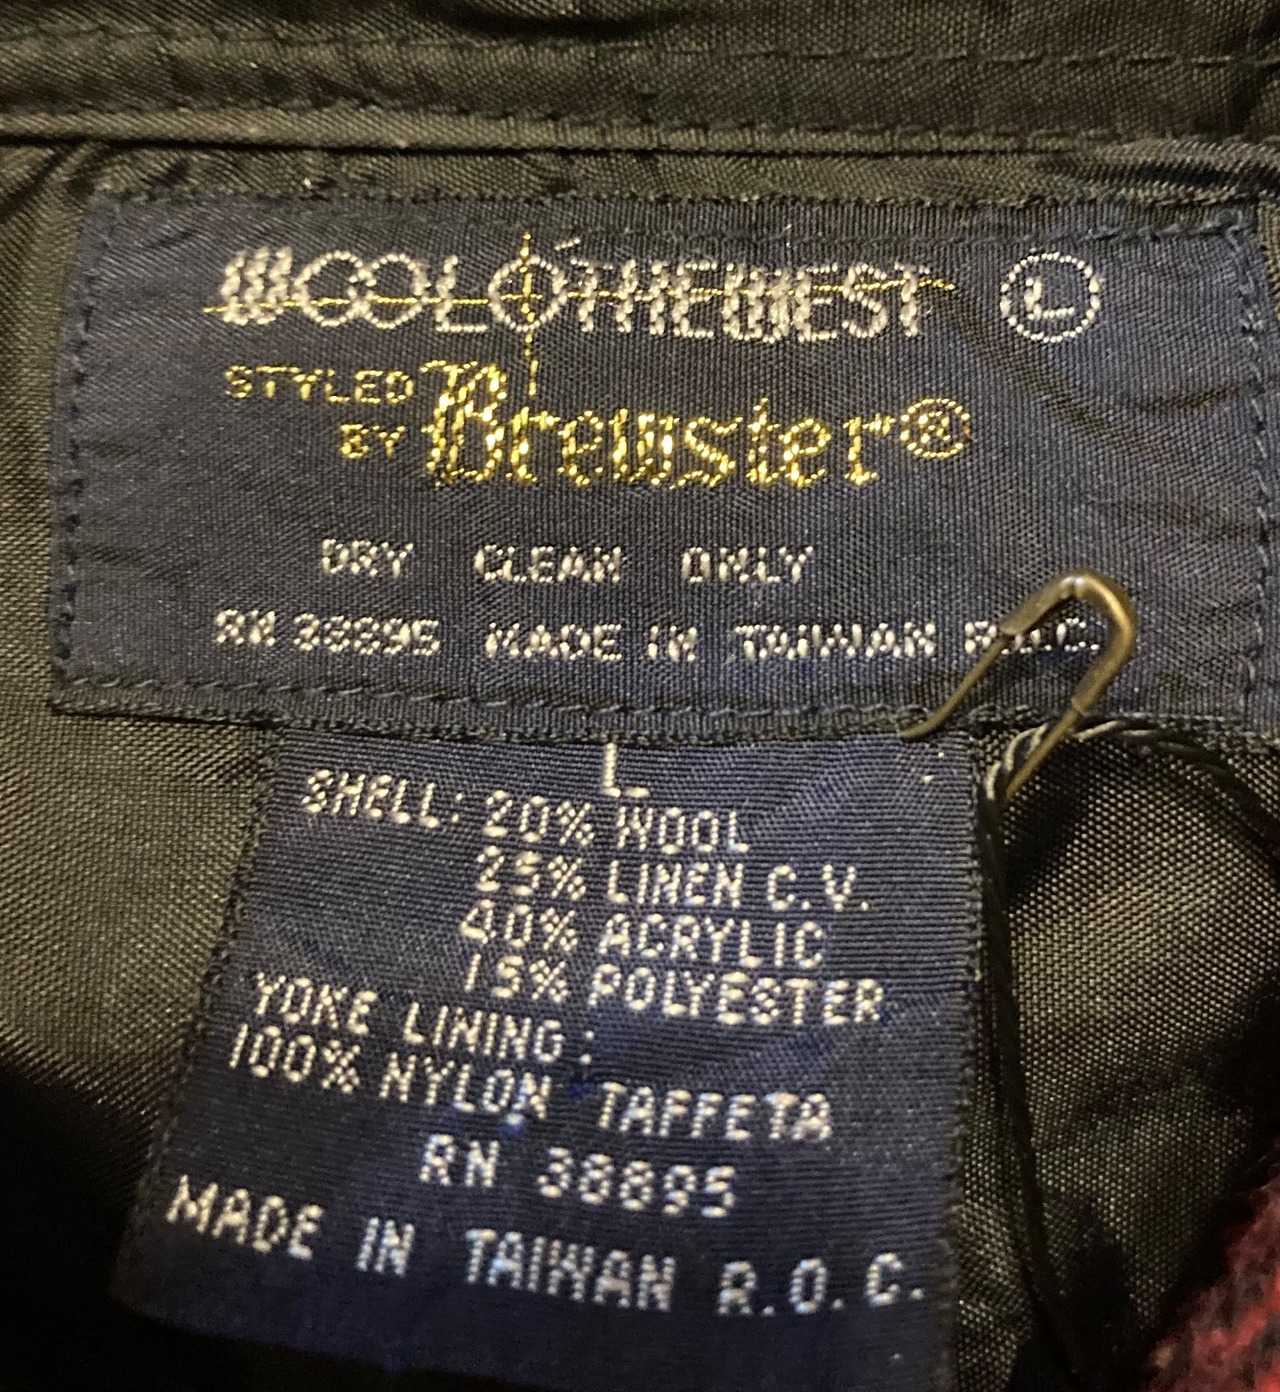 WOOL O' THE WEST Ⓛ
STYLED BY Brewster®
DRY CLEAN ONLY
RN 38895 MADE IN TAIWAN R.O.C.
L
SHELL: 20% WOOL
25% LINEN C.V.
40% ACRYLIC
15% POLYESTER
YOKE LINING:
100% NYLON TAFFETA
RN 38895
MADE IN TAIWAN R.O.C.